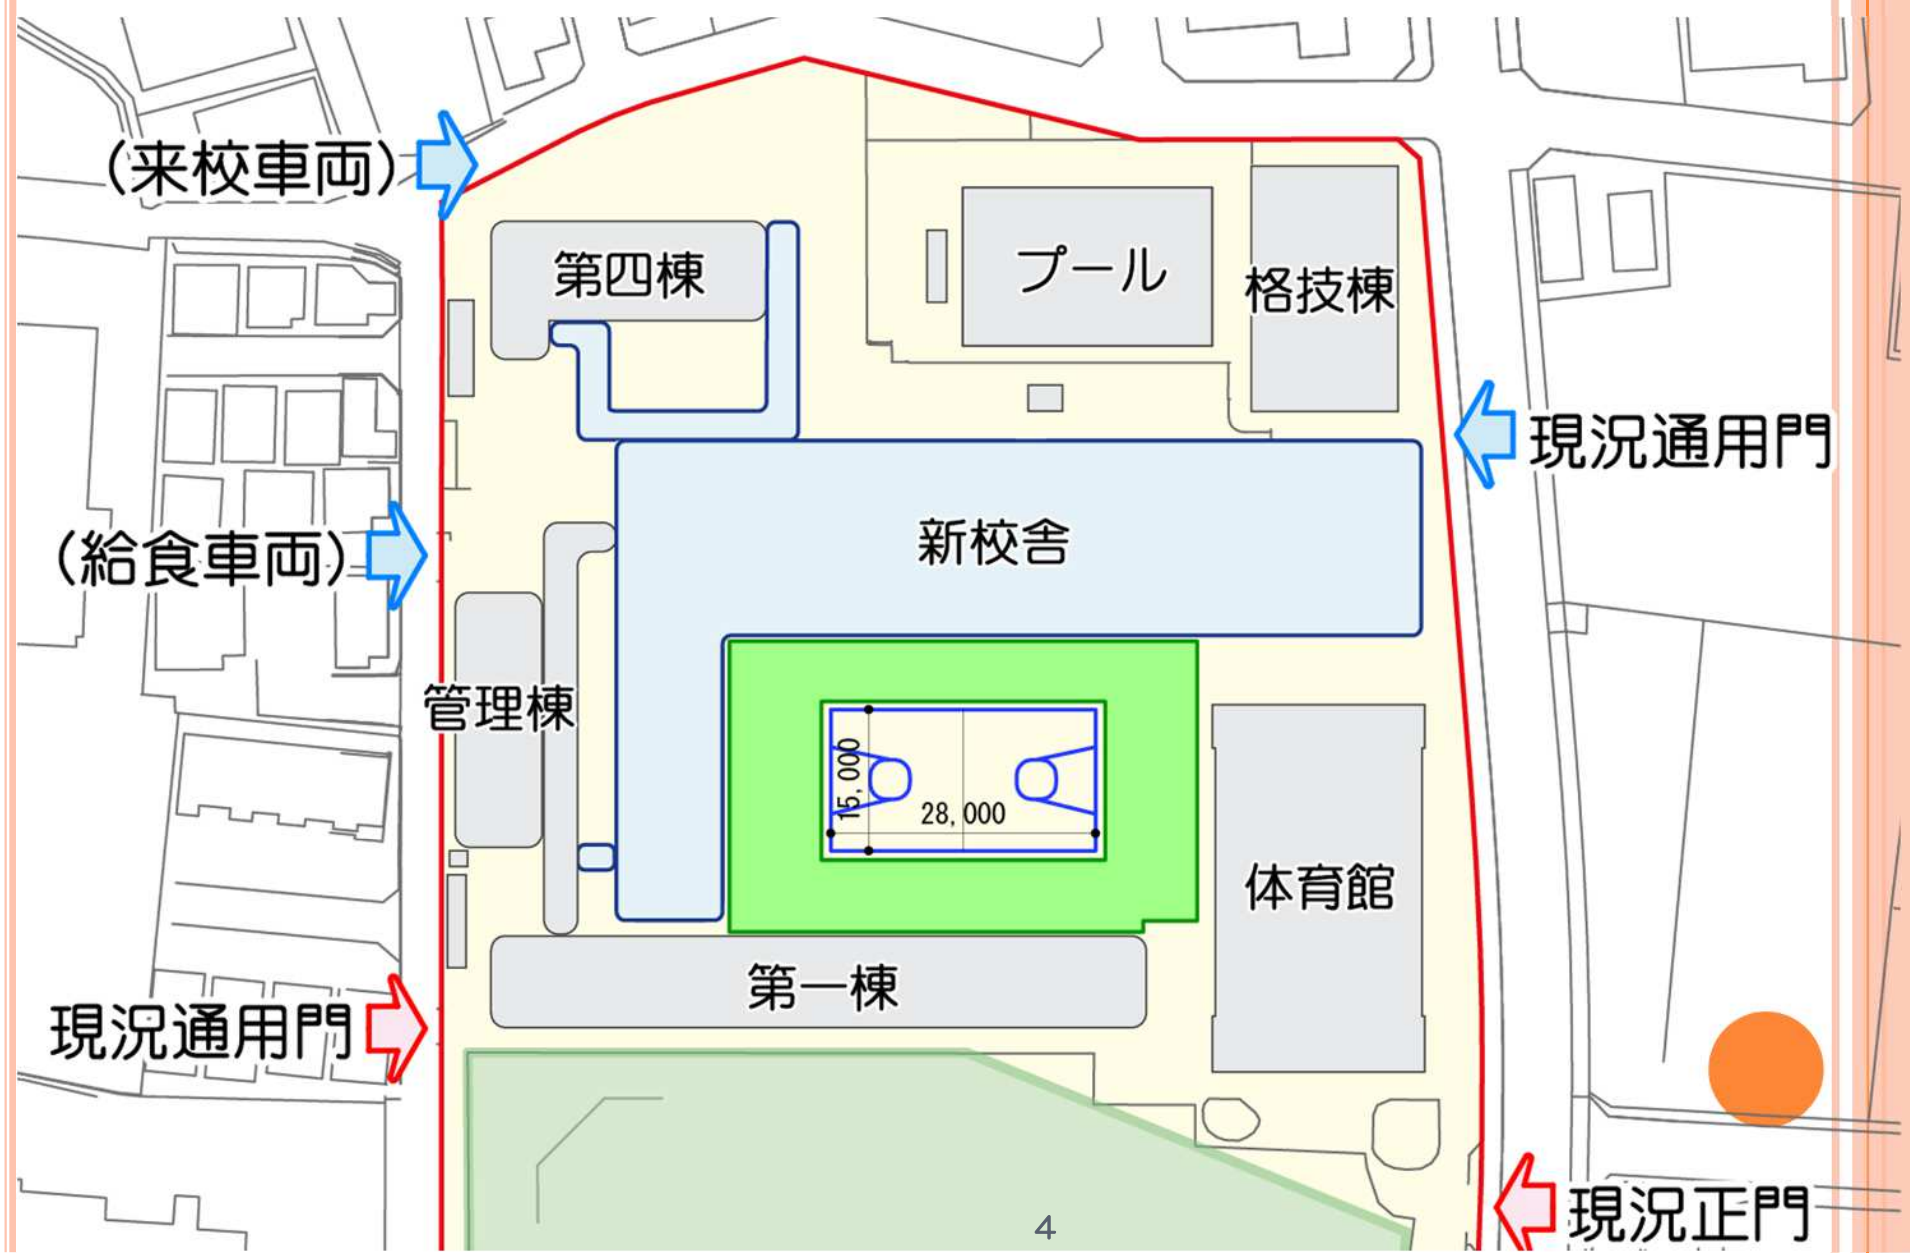 （来校車両）
第四棟
プール
格技棟
現況通用門
新校舎
（給食車両）
管理棟
15,000
28,000
体育館
第一棟
現況通用門
現況正門
4